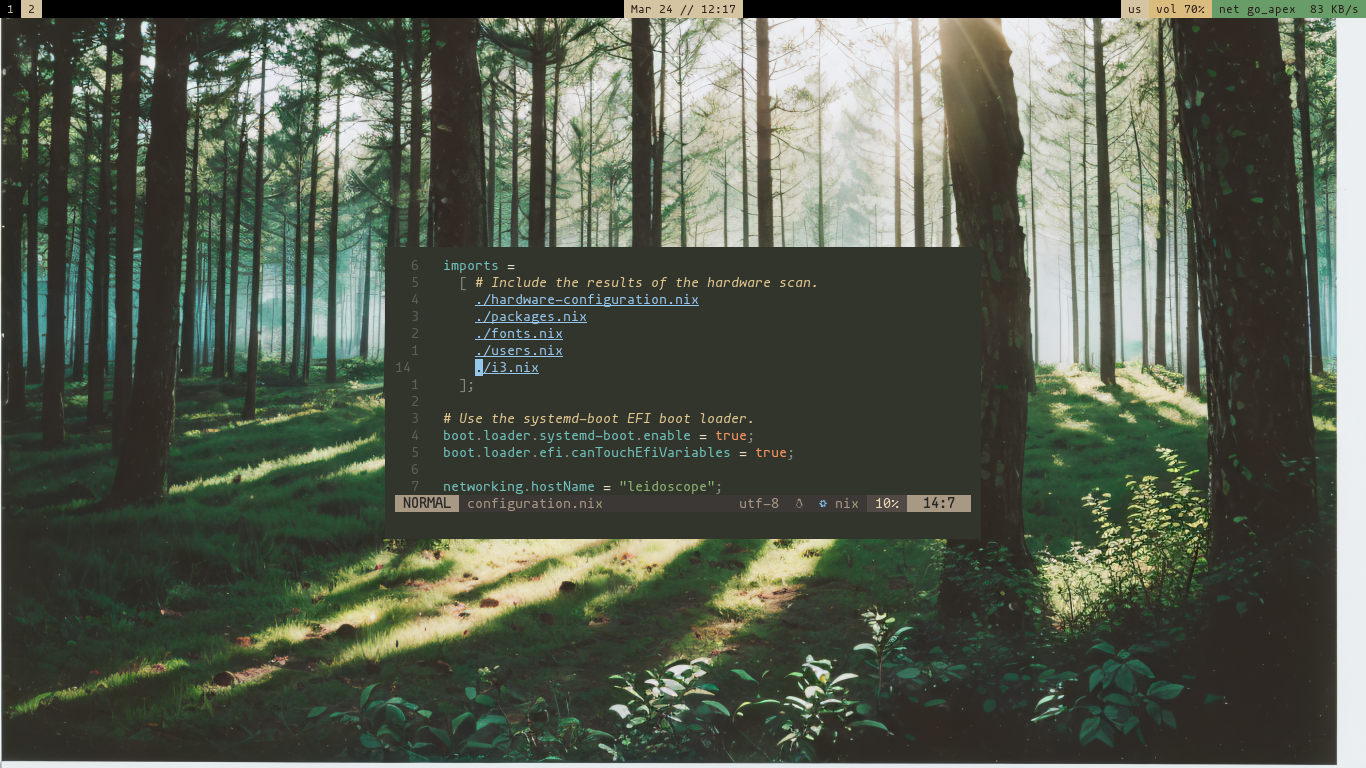 1 2 Mar 24 // 12:17 us vol 70% net go_apex 83 KB/s
6 imports =
5 [ # Include the results of the hardware scan.
4 ./hardware-configuration.nix
3 ./packages.nix
2 ./fonts.nix
1 ./users.nix
14 ./i3.nix
1 ];
2
3 # Use the systemd-boot EFI boot loader.
4 boot.loader.systemd-boot.enable = true;
5 boot.loader.efi.canTouchEfiVariables = true;
6
7 networking.hostName = "leidoscope";
NORMAL configuration.nix utf-8 nix 10% 14:7